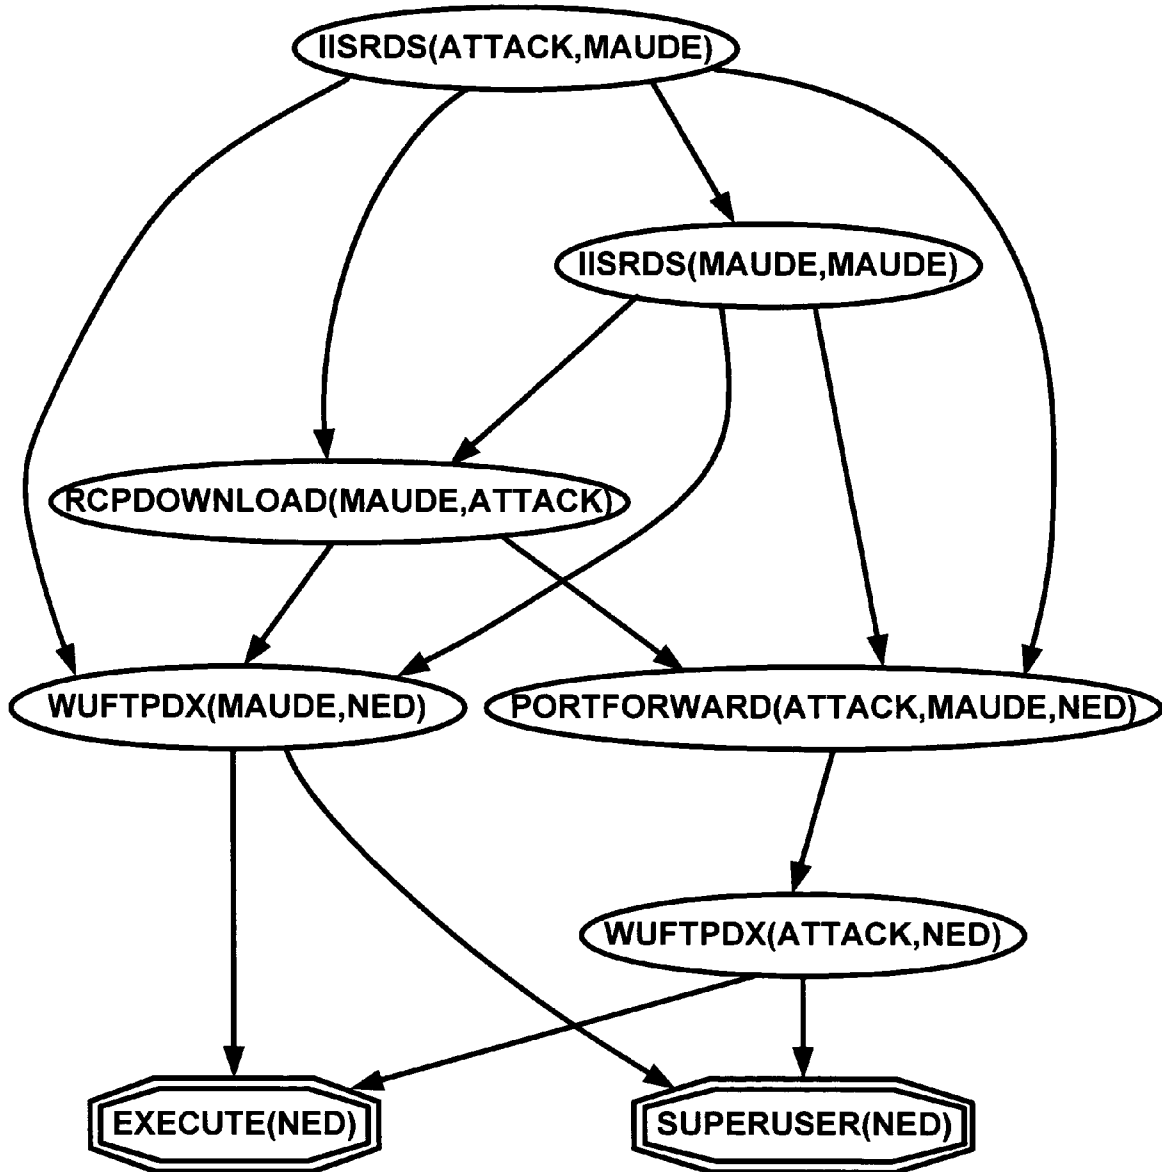 IISRDS(ATTACK,MAUDE)
IISRDS(MAUDE,MAUDE)
RCPDOWNLOAD(MAUDE,ATTACK)
WUFTPDX(MAUDE,NED)
PORTFORWARD(ATTACK,MAUDE,NED)
WUFTPDX(ATTACK,NED)
EXECUTE(NED)
SUPERUSER(NED)